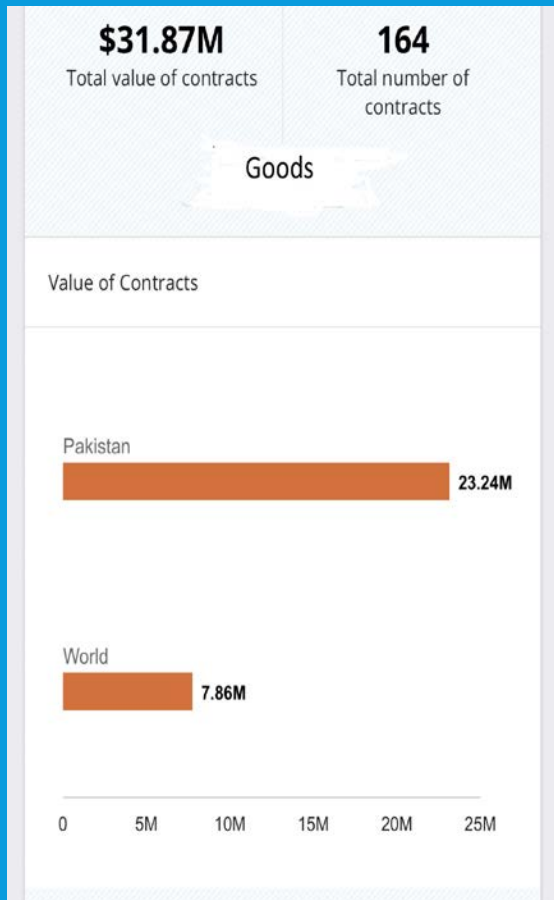 $31.87M
Total value of contracts
164
Total number of
contracts
Goods
Value of Contracts
Pakistan
23.24M
World
7.86M
0 5M 10M 15M 20M 25M